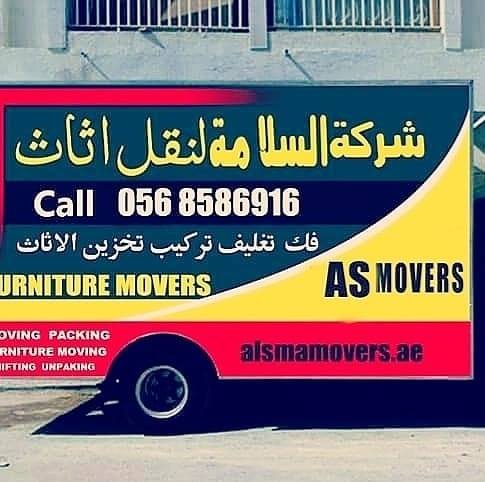 شركة السلامة لنقل اثاث
Call 056 8586916
فك تغليف تركيب تخزين الاثاث
URNITURE MOVERS
AS MOVERS
OVING PACKING
RNITURE MOVING
IFTING UNPAKING
alsmamovers.ae